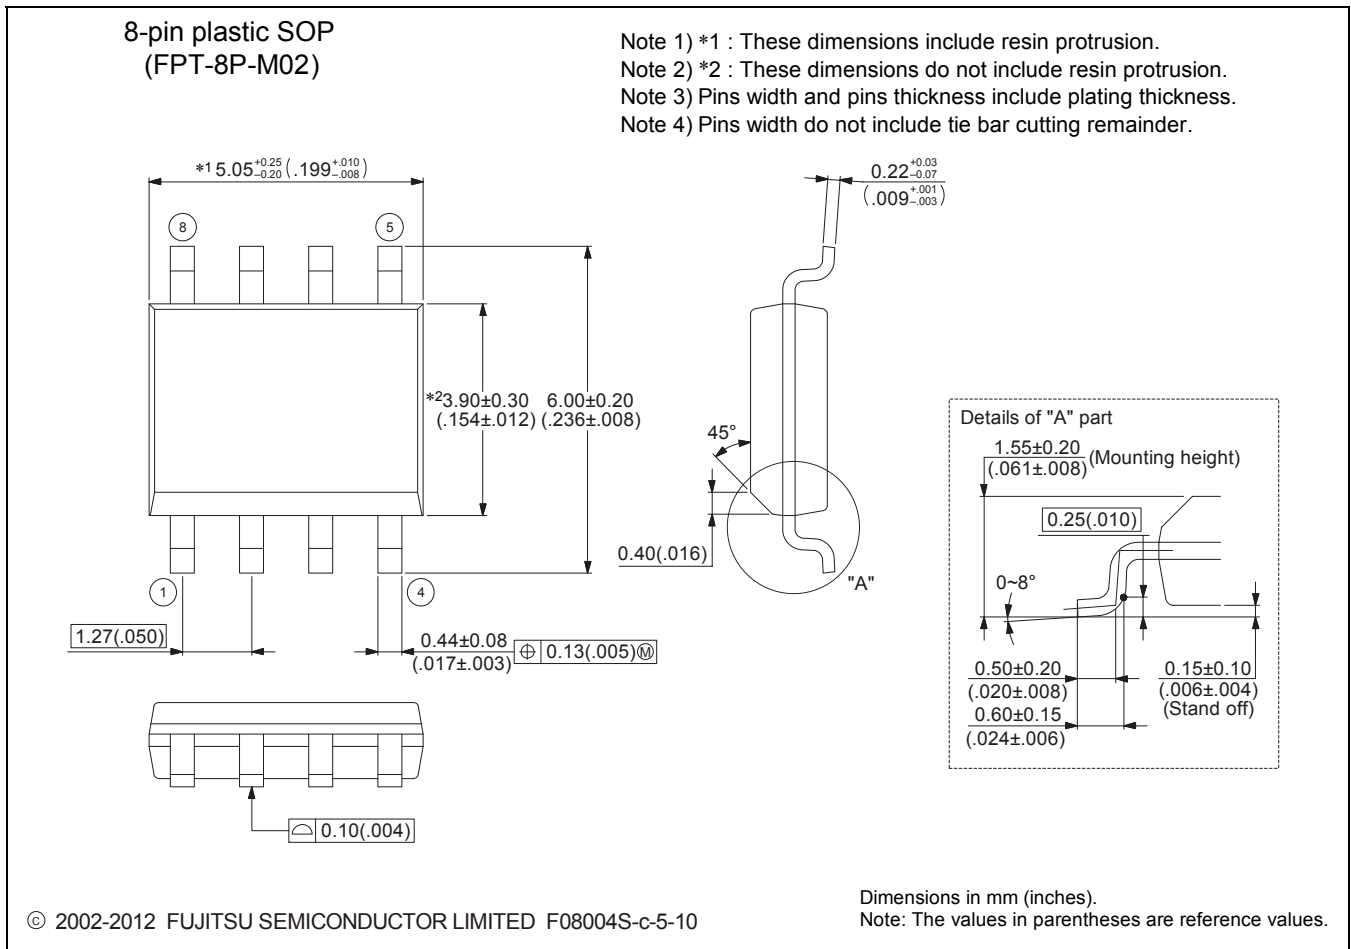 8-pin plastic SOP
(FPT-8P-M02)
Note 1) *1 : These dimensions include resin protrusion.
Note 2) *2 : These dimensions do not include resin protrusion.
Note 3) Pins width and pins thickness include plating thickness.
Note 4) Pins width do not include tie bar cutting remainder.
*1 5.05 +0.25 –0.20 (.199 +.010 –.008)
0.22 +0.03 –0.07
(.009 +.001 –.003)
8
5
*2 3.90±0.30
(.154±.012)
6.00±0.20
(.236±.008)
45°
0.40(.016)
"A"
1
4
1.27(.050)
0.44±0.08
(.017±.003)
⌖ 0.13(.005)Ⓜ
⌓ 0.10(.004)
Details of "A" part
1.55±0.20
(.061±.008)
(Mounting height)
0.25(.010)
0~8°
0.50±0.20
(.020±.008)
0.60±0.15
(.024±.006)
0.15±0.10
(.006±.004)
(Stand off)
© 2002-2012 FUJITSU SEMICONDUCTOR LIMITED F08004S-c-5-10
Dimensions in mm (inches).
Note: The values in parentheses are reference values.